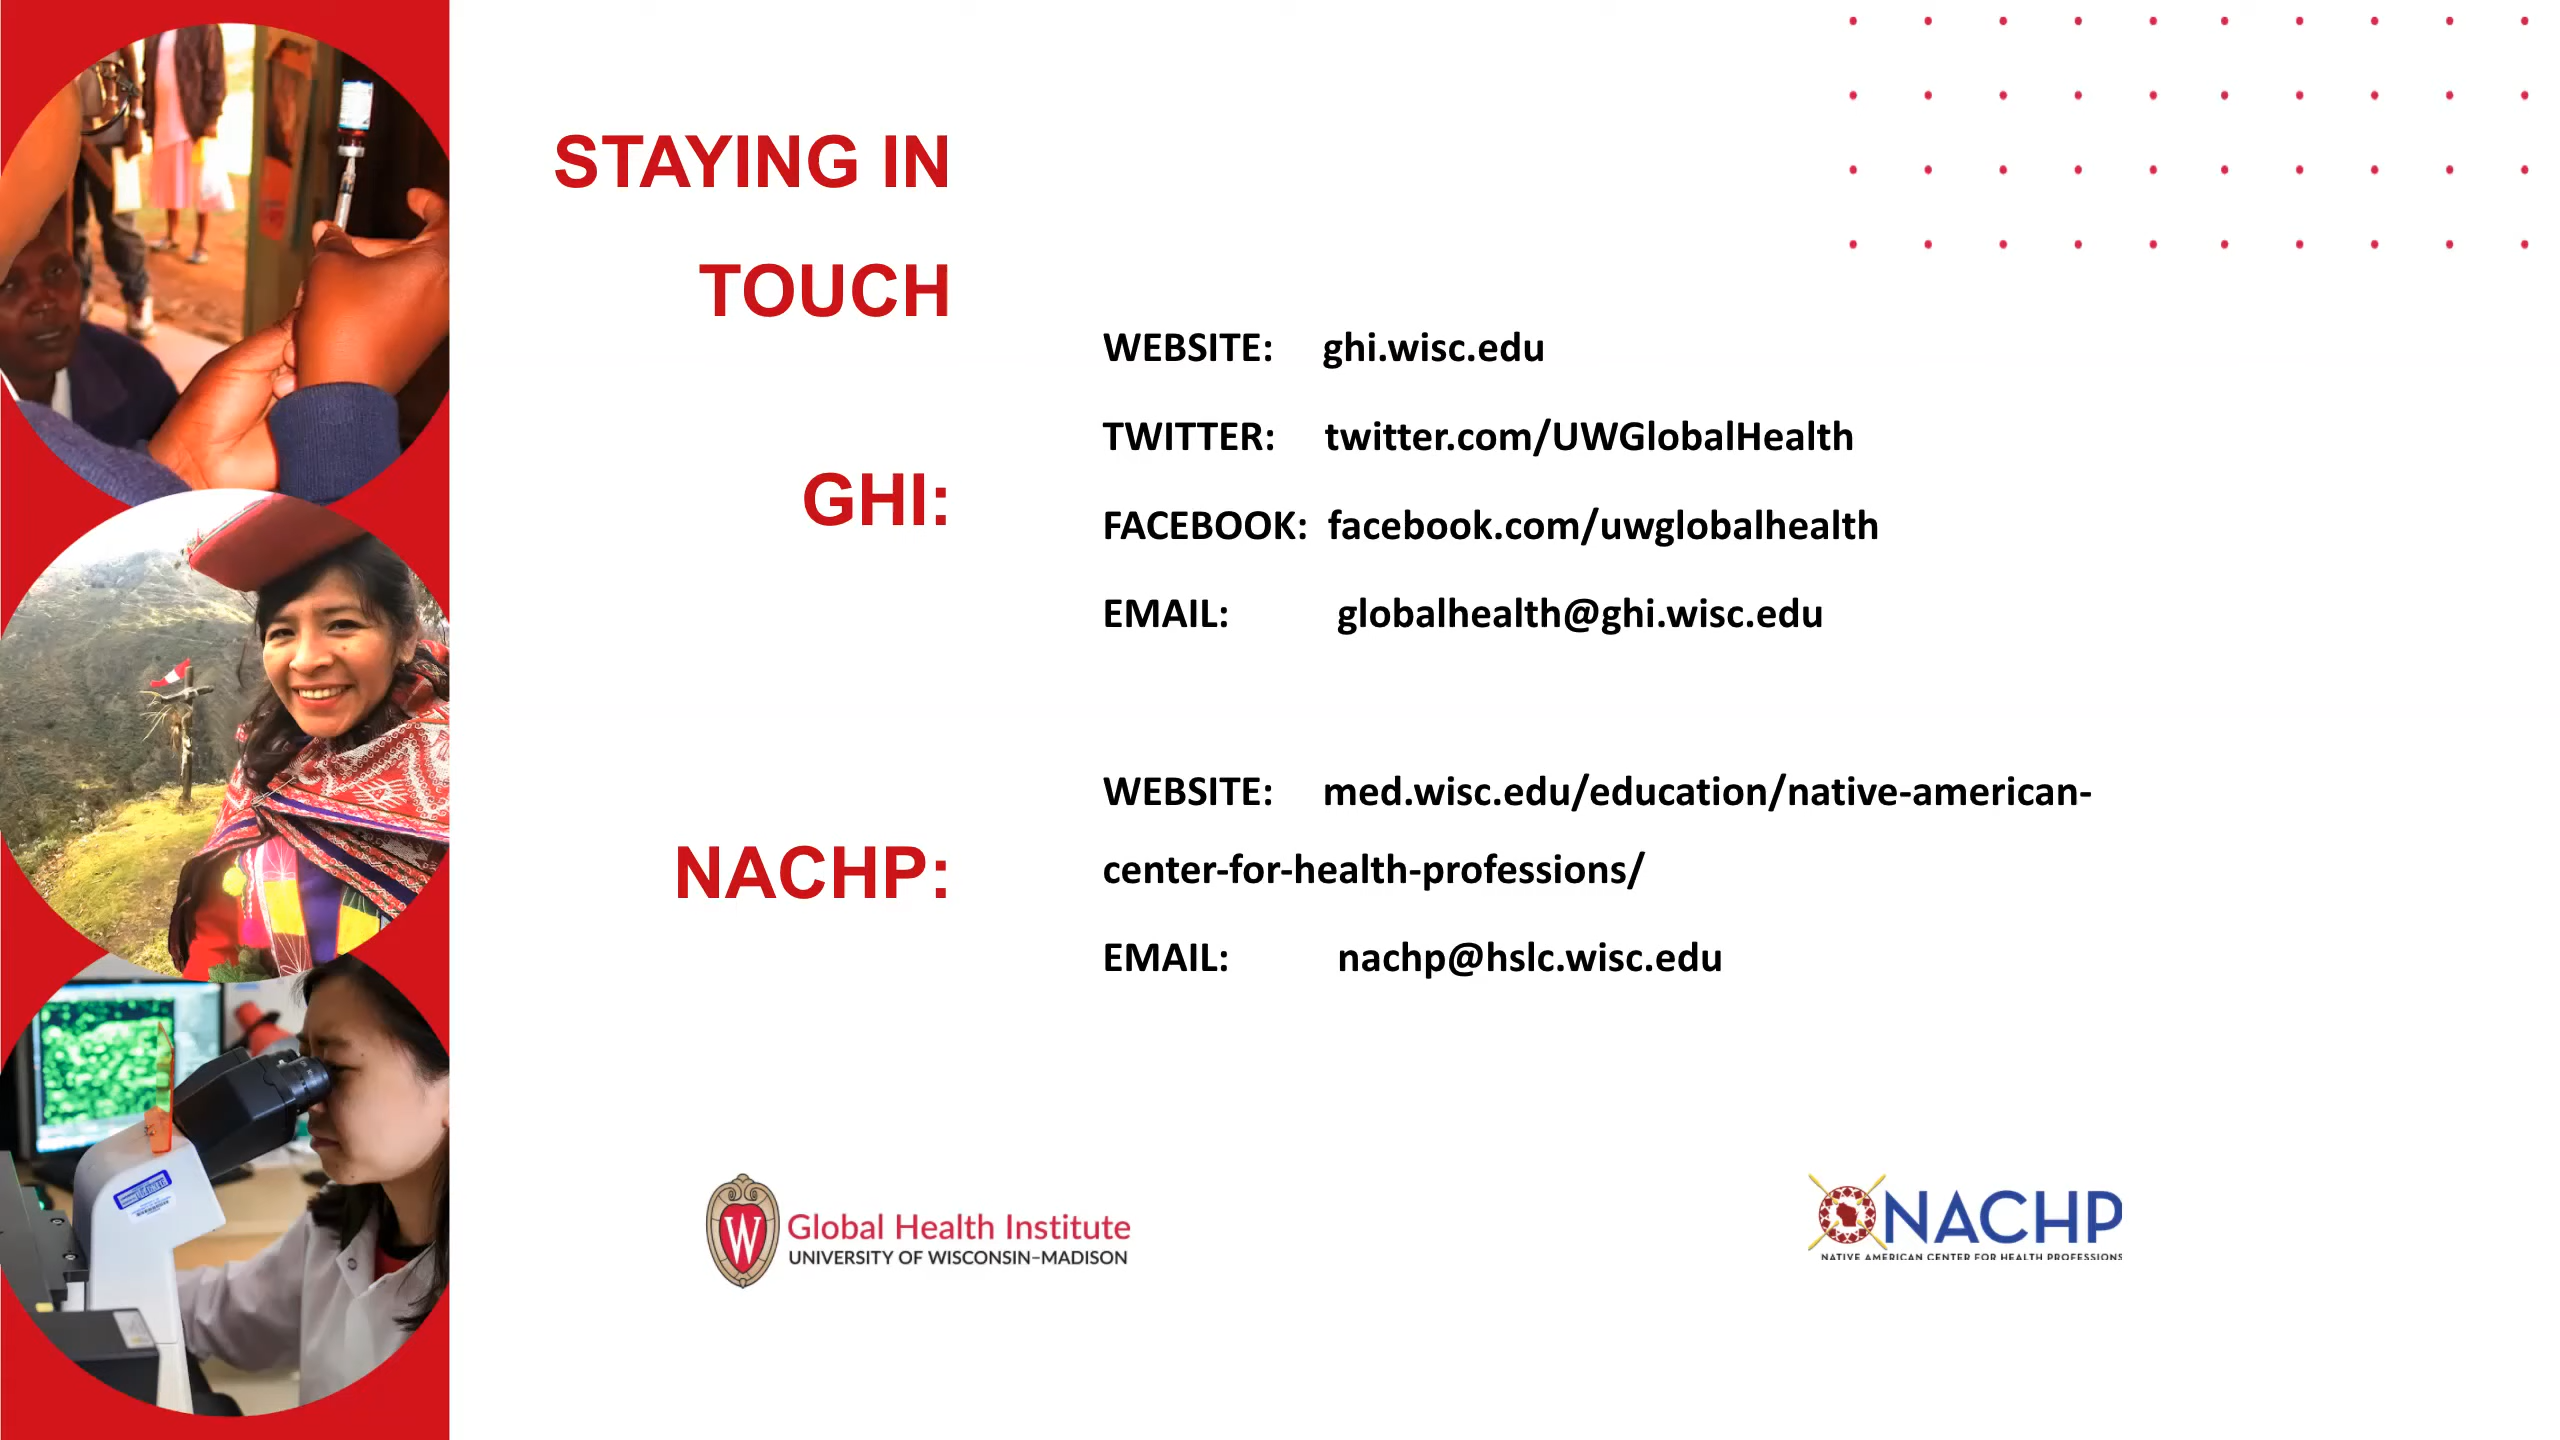 STAYING IN
TOUCH
GHI:
WEBSITE: ghi.wisc.edu
TWITTER: twitter.com/UWGlobalHealth
FACEBOOK: facebook.com/uwglobalhealth
EMAIL: globalhealth@ghi.wisc.edu
NACHP:
WEBSITE: med.wisc.edu/education/native-american-
center-for-health-professions/
EMAIL: nachp@hslc.wisc.edu
W Global Health Institute
UNIVERSITY OF WISCONSIN–MADISON
NACHP
NATIVE AMERICAN CENTER FOR HEALTH PROFESSIONS